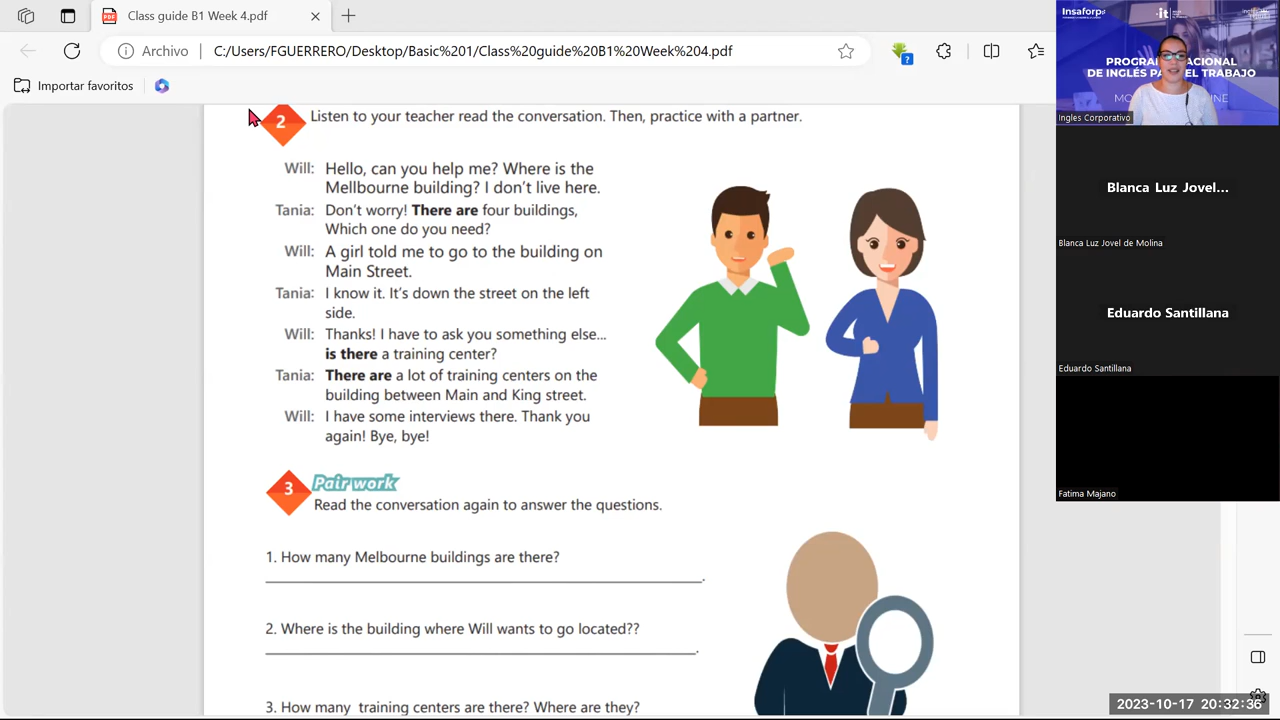 Class guide B1 Week 4.pdf
Archivo
C:/Users/FGUERRERO/Desktop/Basic%201/Class%20guide%20B1%20Week%204.pdf
Importar favoritos
2
Listen to your teacher read the conversation. Then, practice with a partner.
Will: Hello, can you help me? Where is the
Mellbourne building? I don't live here.
Tania: Don't worry! There are four buildings,
Which one do you need?
Will: A girl told me to go to the building on
Main Street.
Tania: I know it. It's down the street on the left
side.
Will: Thanks! I have to ask you something else...
is there a training center?
Tania: There are a lot of training centers on the
building between Main and King street.
Will: I have some interviews there. Thank you
again! Bye, bye!
3
Pair work
Read the conversation again to answer the questions.
1. How many Melbourne buildings are there?
2. Where is the building where Will wants to go located??
3. How many training centers are there? Where are they?
Insaforp
it
Ingles Corporativo
Blanca Luz Jovel...
Blanca Luz Jovel de Molina
Eduardo Santillana
Eduardo Santillana
Fatima Majano
2023-10-17 20:32:36